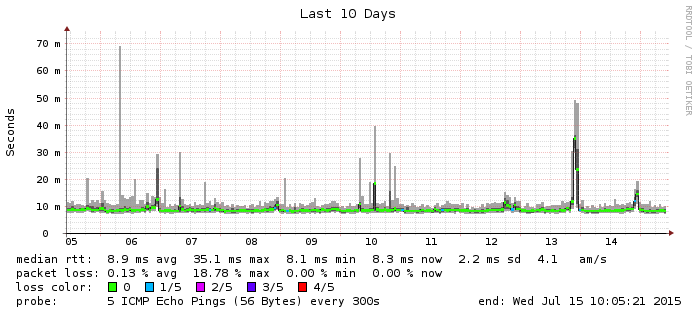 Last 10 Days
RRDTOOL / TOBI OETIKER
Seconds
70 m
60 m
50 m
40 m
30 m
20 m
10 m
0
05 06 07 08 09 10 11 12 13 14
median rtt: 8.9 ms avg 35.1 ms max 8.1 ms min 8.3 ms now 2.2 ms sd 4.1 am/s
packet loss: 0.13 % avg 18.78 % max 0.00 % min 0.00 % now
loss color: 0 1/5 2/5 3/5 4/5
probe: 5 ICMP Echo Pings (56 Bytes) every 300s end: Wed Jul 15 10:05:21 2015